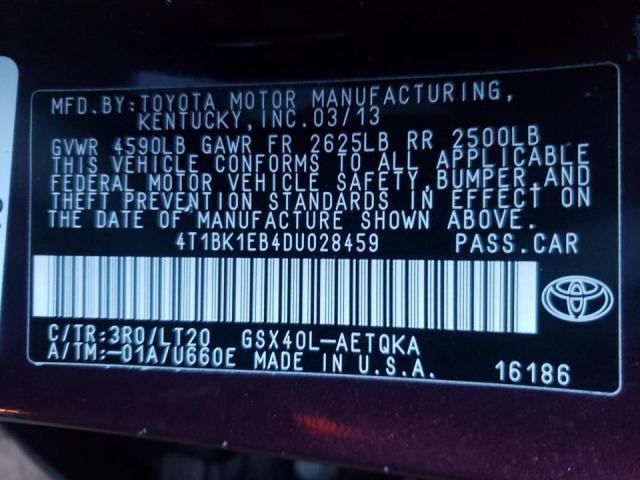 MFD.BY:TOYOTA MOTOR MANUFACTURING,
KENTUCKY,INC.03/13
GVWR 4590LB GAWR FR 2625LB RR 2500LB
THIS VEHICLE CONFORMS TO ALL APPLICABLE
FEDERAL MOTOR VEHICLE SAFETY,BUMPER,AND
THEFT PREVENTION STANDARDS IN EFFECT ON
THE DATE OF MANUFACTURE SHOWN ABOVE.
4T1BK1EB4DU028459 PASS.CAR
C/TR:3R0/LT20 GSX40L-AETQKA
A/TM:-01A/U660E MADE IN U.S.A.
16186